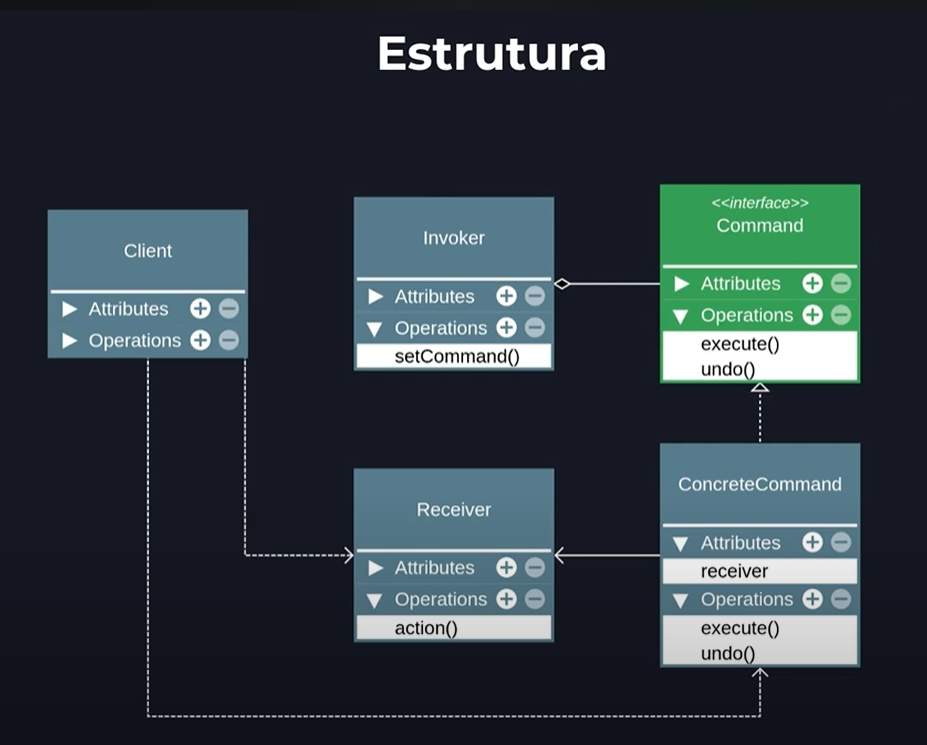 Estrutura
Client
Attributes
Operations
Invoker
Attributes
Operations
setCommand()
<<interface>>
Command
Attributes
Operations
execute()
undo()
Receiver
Attributes
Operations
action()
ConcreteCommand
Attributes
receiver
Operations
execute()
undo()